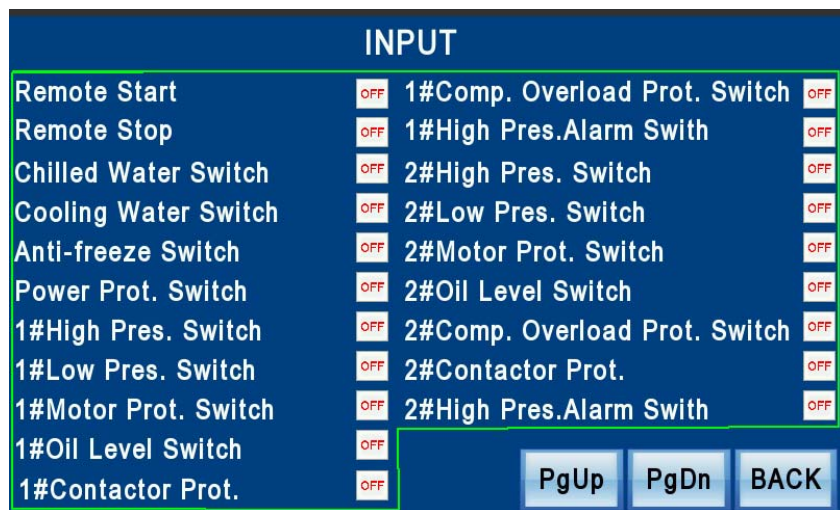 INPUT
Remote Start OFF
Remote Stop OFF
Chilled Water Switch OFF
Cooling Water Switch OFF
Anti-freeze Switch OFF
Power Prot. Switch OFF
1#High Pres. Switch OFF
1#Low Pres. Switch OFF
1#Motor Prot. Switch OFF
1#Oil Level Switch OFF
1#Contactor Prot. OFF
1#Comp. Overload Prot. Switch OFF
1#High Pres.Alarm Swith OFF
2#High Pres. Switch OFF
2#Low Pres. Switch OFF
2#Motor Prot. Switch OFF
2#Oil Level Switch OFF
2#Comp. Overload Prot. Switch OFF
2#Contactor Prot. OFF
2#High Pres.Alarm Swith OFF
PgUp PgDn BACK